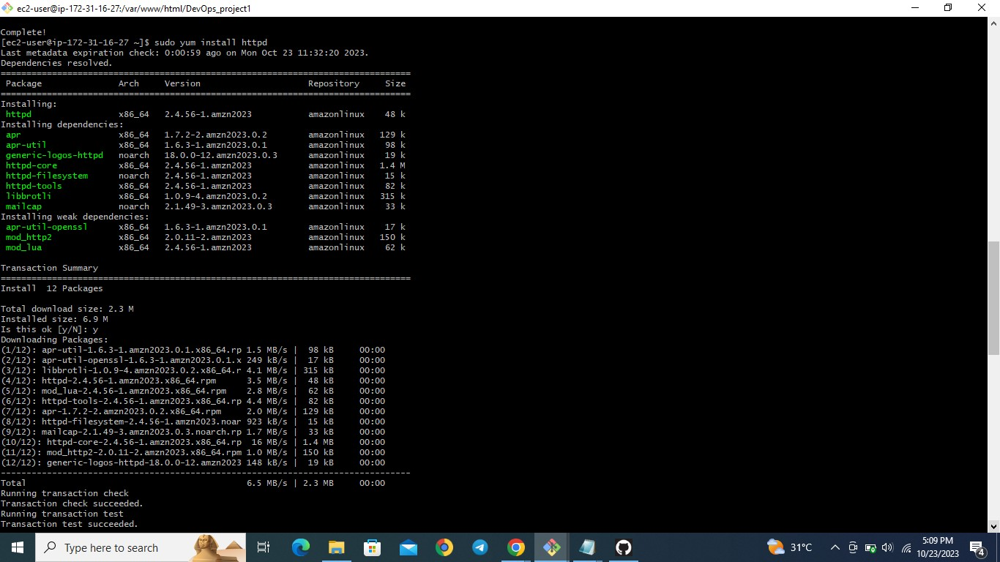 ec2-user@ip-172-31-16-27:/var/www/html/DevOps_project1
Complete!
[ec2-user@ip-172-31-16-27 ~]$ sudo yum install httpd
Last metadata expiration check: 0:00:59 ago on Mon Oct 23 11:32:20 2023.
Dependencies resolved.
================================================================================
Package Arch Version Repository Size
================================================================================
Installing:
httpd x86_64 2.4.56-1.amzn2023 amazonlinux 48 k
Installing dependencies:
apr x86_64 1.7.2-2.amzn2023.0.2 amazonlinux 129 k
apr-util x86_64 1.6.3-1.amzn2023.0.1 amazonlinux 98 k
generic-logos-httpd noarch 18.0.0-12.amzn2023.0.3 amazonlinux 19 k
httpd-core x86_64 2.4.56-1.amzn2023 amazonlinux 1.4 M
httpd-filesystem noarch 2.4.56-1.amzn2023 amazonlinux 15 k
httpd-tools x86_64 2.4.56-1.amzn2023 amazonlinux 82 k
libbrotli x86_64 1.0.9-4.amzn2023.0.2 amazonlinux 315 k
mailcap noarch 2.1.49-3.amzn2023.0.3 amazonlinux 33 k
Installing weak dependencies:
apr-util-openssl x86_64 1.6.3-1.amzn2023.0.1 amazonlinux 17 k
mod_http2 x86_64 2.0.11-2.amzn2023 amazonlinux 150 k
mod_lua x86_64 2.4.56-1.amzn2023 amazonlinux 62 k
Transaction Summary
================================================================================
Install 12 Packages
Total download size: 2.3 M
Installed size: 6.9 M
Is this ok [y/N]: y
Downloading Packages:
(1/12): apr-util-1.6.3-1.amzn2023.0.1.x86_64.rp 1.5 MB/s | 98 kB 00:00
(2/12): apr-util-openssl-1.6.3-1.amzn2023.0.1.x 249 kB/s | 17 kB 00:00
(3/12): libbrotli-1.0.9-4.amzn2023.0.2.x86_64.r 4.1 MB/s | 315 kB 00:00
(4/12): httpd-2.4.56-1.amzn2023.x86_64.rpm 3.5 MB/s | 48 kB 00:00
(5/12): mod_lua-2.4.56-1.amzn2023.x86_64.rpm 2.8 MB/s | 62 kB 00:00
(6/12): httpd-tools-2.4.56-1.amzn2023.x86_64.rp 4.4 MB/s | 82 kB 00:00
(7/12): apr-1.7.2-2.amzn2023.0.2.x86_64.rpm 2.0 MB/s | 129 kB 00:00
(8/12): httpd-filesystem-2.4.56-1.amzn2023.noar 923 kB/s | 15 kB 00:00
(9/12): mailcap-2.1.49-3.amzn2023.0.3.noarch.rp 1.7 MB/s | 33 kB 00:00
(10/12): httpd-core-2.4.56-1.amzn2023.x86_64.rp 16 MB/s | 1.4 MB 00:00
(11/12): mod_http2-2.0.11-2.amzn2023.x86_64.rpm 1.0 MB/s | 150 kB 00:00
(12/12): generic-logos-httpd-18.0.0-12.amzn2023 148 kB/s | 19 kB 00:00
--------------------------------------------------------------------------------
Total 6.5 MB/s | 2.3 MB 00:00
Running transaction check
Transaction check succeeded.
Running transaction test
Transaction test succeeded.
Type here to search
31°C
5:09 PM
10/23/2023
4